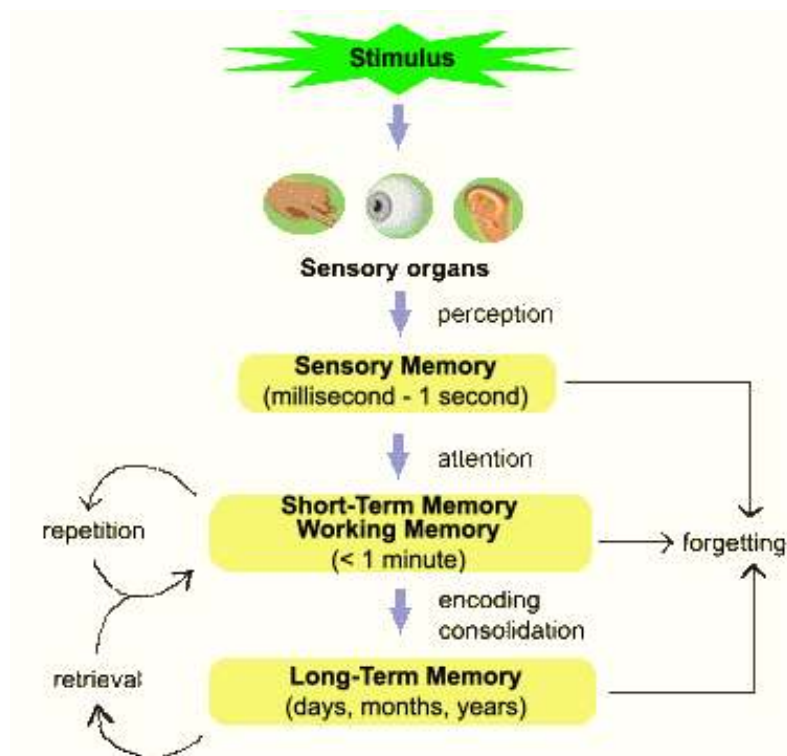 Stimulus
Sensory organs
perception
Sensory Memory
(millisecond - 1 second)
attention
Short-Term Memory
Working Memory
(< 1 minute)
repetition
forgetting
encoding
consolidation
retrieval
Long-Term Memory
(days, months, years)